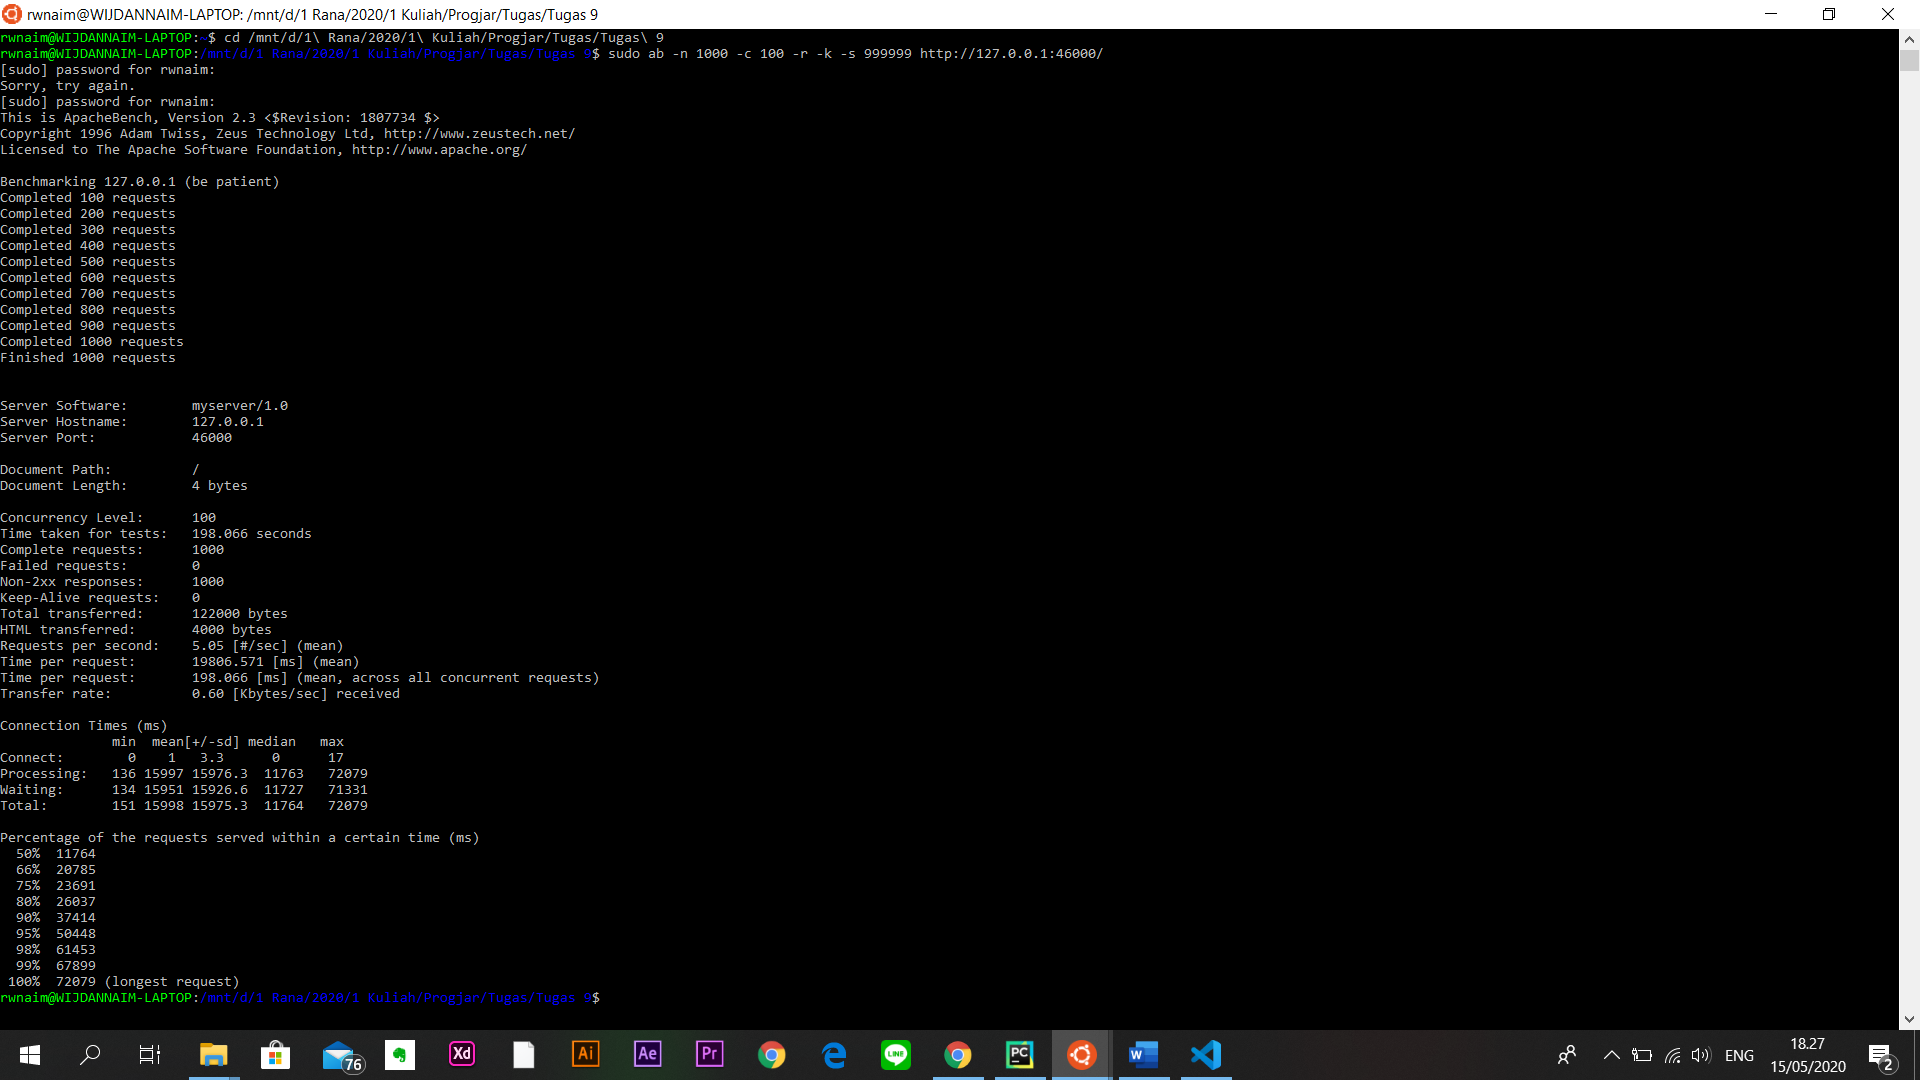 rwnaim@WIJDANNAIM-LAPTOP: /mnt/d/1 Rana/2020/1 Kuliah/Progjar/Tugas/Tugas 9
rwnaim@WIJDANNAIM-LAPTOP:~$ cd /mnt/d/1\ Rana/2020/1\ Kuliah/Progjar/Tugas/Tugas\ 9
rwnaim@WIJDANNAIM-LAPTOP:/mnt/d/1 Rana/2020/1 Kuliah/Progjar/Tugas/Tugas 9$ sudo ab -n 1000 -c 100 -r -k -s 999999 http://127.0.0.1:46000/
[sudo] password for rwnaim:
Sorry, try again.
[sudo] password for rwnaim:
This is ApacheBench, Version 2.3 <$Revision: 1807734 $>
Copyright 1996 Adam Twiss, Zeus Technology Ltd, http://www.zeustech.net/
Licensed to The Apache Software Foundation, http://www.apache.org/
Benchmarking 127.0.0.1 (be patient)
Completed 100 requests
Completed 200 requests
Completed 300 requests
Completed 400 requests
Completed 500 requests
Completed 600 requests
Completed 700 requests
Completed 800 requests
Completed 900 requests
Completed 1000 requests
Finished 1000 requests
Server Software: myserver/1.0
Server Hostname: 127.0.0.1
Server Port: 46000
Document Path: /
Document Length: 4 bytes
Concurrency Level: 100
Time taken for tests: 198.066 seconds
Complete requests: 1000
Failed requests: 0
Non-2xx responses: 1000
Keep-Alive requests: 0
Total transferred: 122000 bytes
HTML transferred: 4000 bytes
Requests per second: 5.05 [#/sec] (mean)
Time per request: 19806.571 [ms] (mean)
Time per request: 198.066 [ms] (mean, across all concurrent requests)
Transfer rate: 0.60 [Kbytes/sec] received
Connection Times (ms)
min mean[+/-sd] median max
Connect: 0 1 3.3 0 17
Processing: 136 15997 15976.3 11763 72079
Waiting: 134 15951 15926.6 11727 71331
Total: 151 15998 15975.3 11764 72079
Percentage of the requests served within a certain time (ms)
50% 11764
66% 20785
75% 23691
80% 26037
90% 37414
95% 50448
98% 61453
99% 67899
100% 72079 (longest request)
rwnaim@WIJDANNAIM-LAPTOP:/mnt/d/1 Rana/2020/1 Kuliah/Progjar/Tugas/Tugas 9$
76
Xd
Ai
Ae
Pr
LINE
PC
W
ENG
18.27
15/05/2020
2